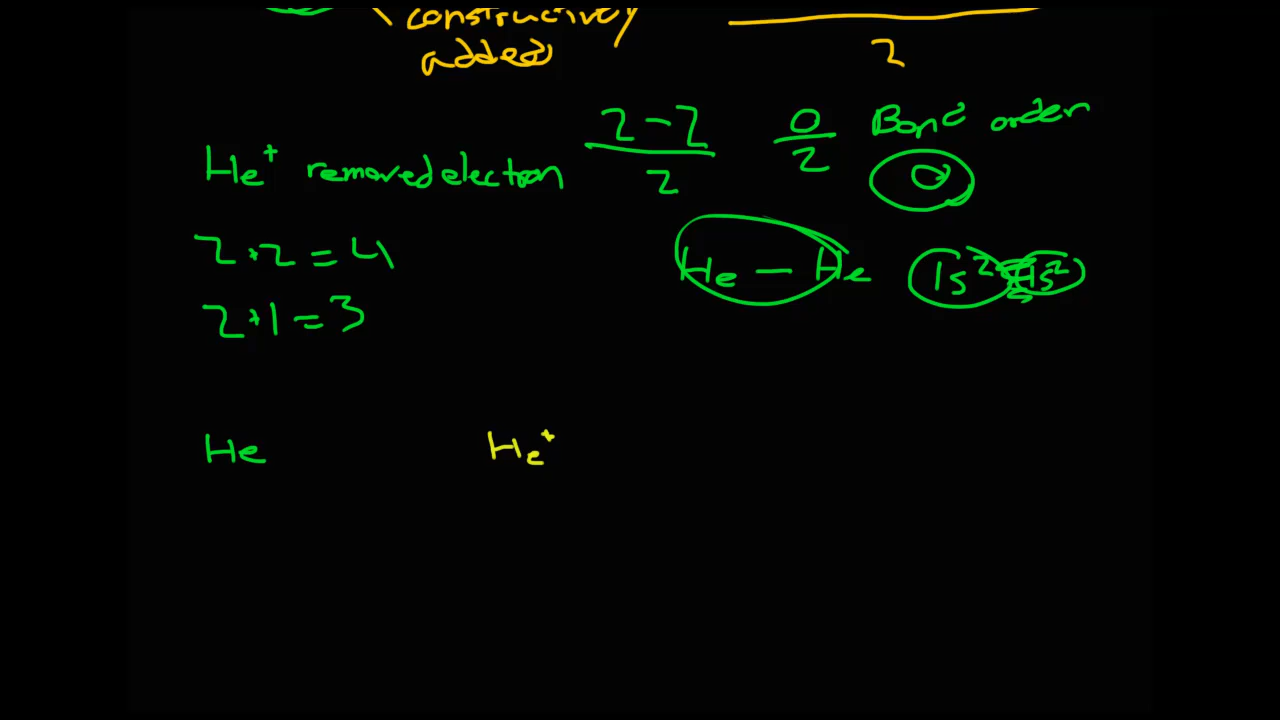 constructively
added
2
2-2
2
0
2
Bond order
0
He+ removed electron
2+2=4
He — He 1s² 1s²
2+1=3
He He+